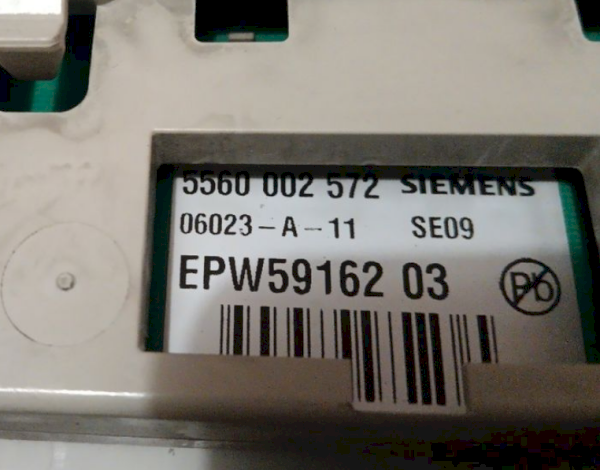 5560 002 572 SIEMENS
06023-A-11 SE09
EPW59162 03
Pb